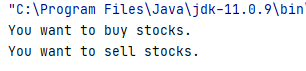 "C:\Program Files\Java\jdk-11.0.9\bin
You want to buy stocks.
You want to sell stocks.